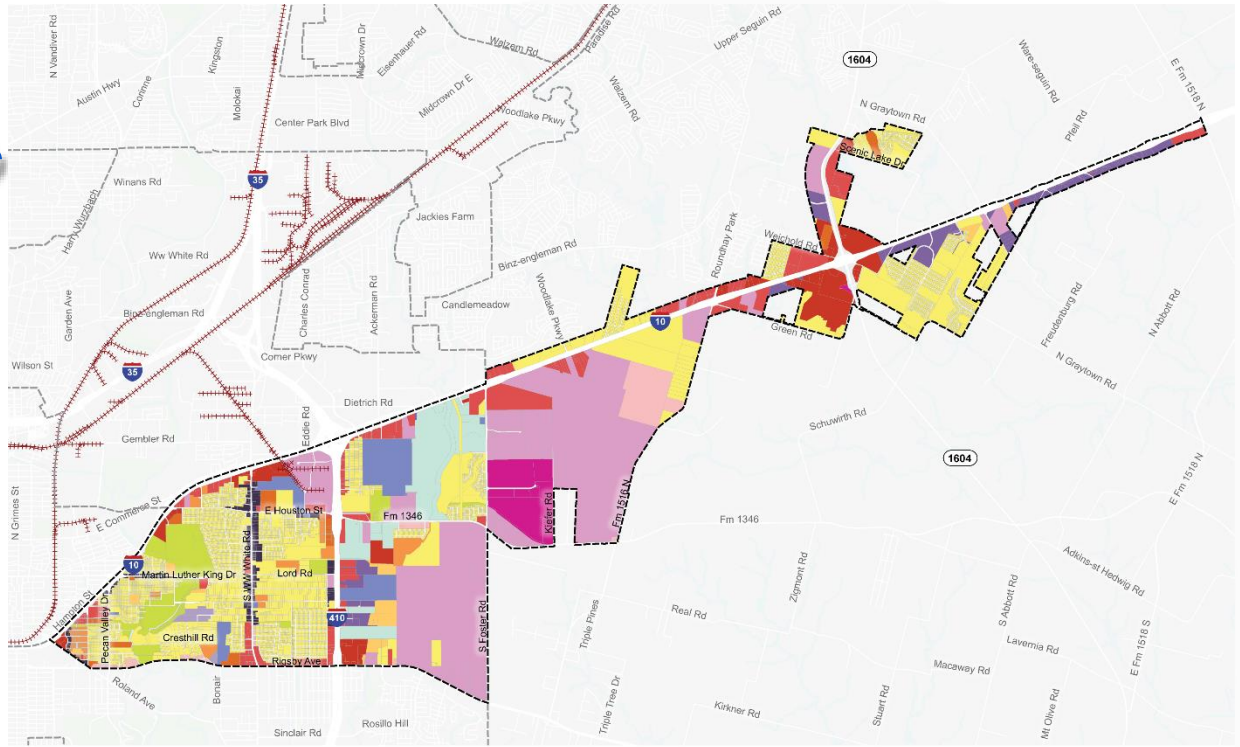 N Vandiver Rd
Austin Hwy
Corinne
Kingston
Molokai
Midcrown Dr
Eisenhauer Rd
Walzem Rd
Paradise Rd
Midcrown Dr E
Center Park Blvd
Woodlake Pkwy
Walzem Rd
Upper Seguin Rd
1604
N Graytown Rd
Ware-seguin Rd
Pfeil Rd
E Fm 1518 N
Scenic Lake Dr
Winans Rd
35
Harry Wurzbach
Jackies Farm
Ww White Rd
Binz-engleman Rd
Roundhay Park
Weichold Rd
Garden Ave
Binz-engleman Rd
Charles Conrad
Ackerman Rd
Candlemeadow
Woodlake Pkwy
10
Green Rd
Freudenburg Rd
N Abbott Rd
Wilson St
35
Corner Pkwy
N Graytown Rd
Dietrich Rd
Eddie Rd
Gembler Rd
Schuwirth Rd
1604
N Grimes St
E Commerce St
E Houston St
Fm 1346
Kiefer Rd
Fm 1516 N
Fm 1346
E Fm 1518 S
10
Martin Luther King Dr
S Ww White Rd
Lord Rd
Zigmont Rd
Adkins-st Hedwig Rd
Hampton St
Pecan Valley Dr
Cresthill Rd
410
S Foster Rd
Triple Pines
Real Rd
S Abbott Rd
Lavernia Rd
E Fm 1518 S
Rigsby Ave
Macaway Rd
Roland Ave
Bonair
Rosillo Hill
Sinclair Rd
Triple Tree Dr
Kirkner Rd
Stuart Rd
Mt Olive Rd